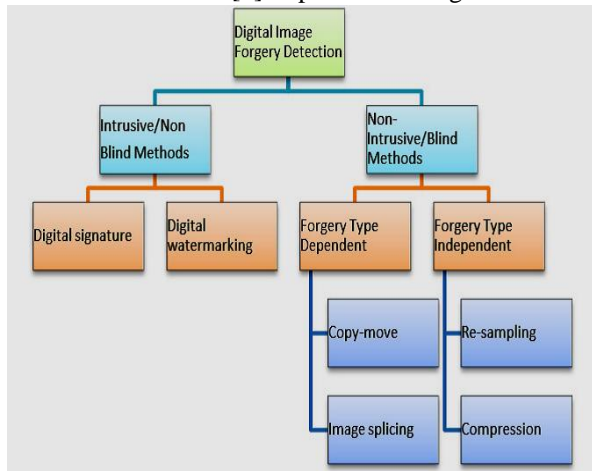 Digital Image
Forgery Detection
Intrusive/Non
Blind Methods
Non-
Intrusive/Blind
Methods
Digital signature
Digital
watermarking
Forgery Type
Dependent
Forgery Type
Independent
Copy-move
Re-sampling
Image splicing
Compression